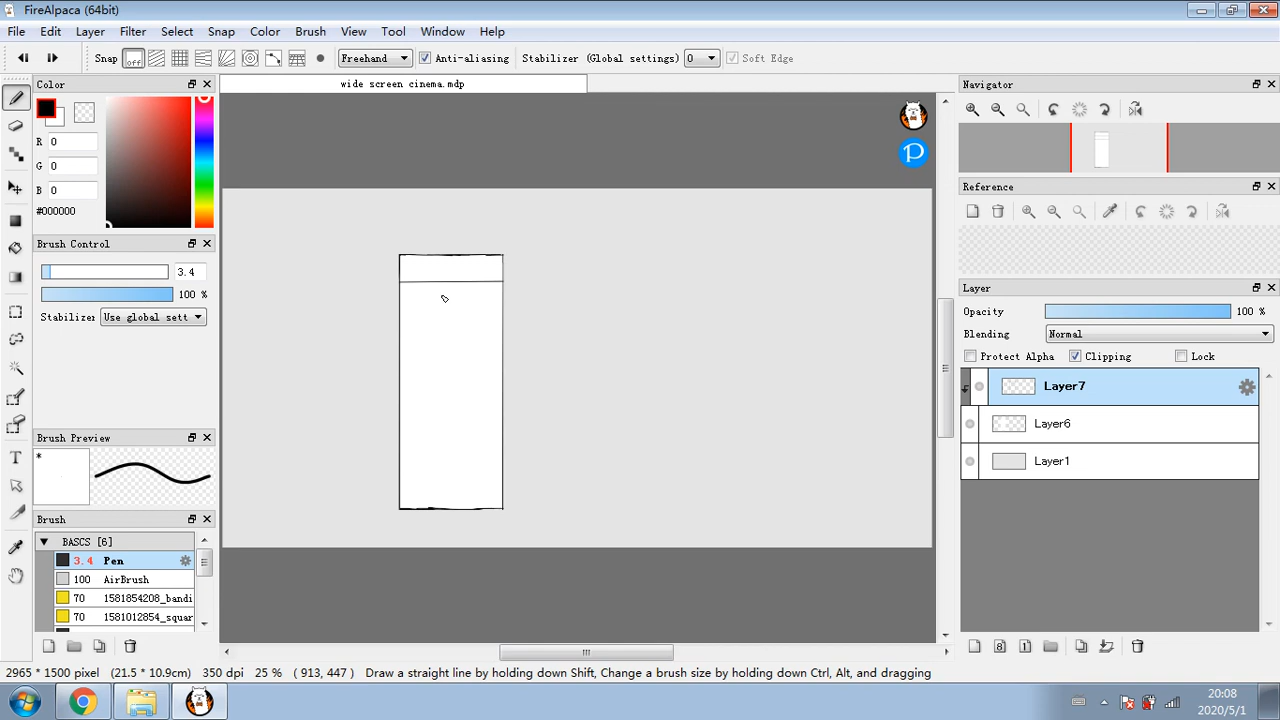 FireAlpaca (64bit)
File Edit Layer Filter Select Snap Color Brush View Tool Window Help
Snap off Freehand Anti-aliasing Stabilizer (Global settings) 0 Soft Edge
Color
R 0
G 0
B 0
#000000
Brush Control
3.4
100 %
Stabilizer Use global sett
Brush Preview
*
Brush
BASCS [6]
3.4 Pen
100 AirBrush
70 1581854208_bandi
70 1581012854_squar
wide screen cinema.mdp
P
Navigator
Reference
Layer
Opacity 100 %
Blending Normal
Protect Alpha Clipping Lock
Layer7
Layer6
Layer1
8 1
2965 * 1500 pixel (21.5 * 10.9cm) 350 dpi 25 % ( 913, 447 ) Draw a straight line by holding down Shift, Change a brush size by holding down Ctrl, Alt, and dragging
20:08
2020/5/1